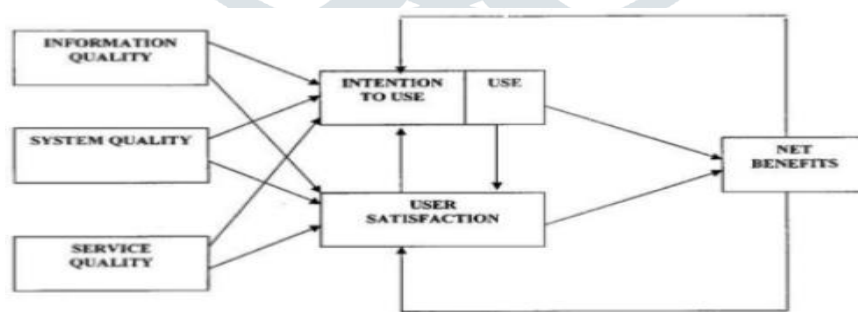 INFORMATION
QUALITY
SYSTEM QUALITY
SERVICE
QUALITY
INTENTION
TO USE
USE
USER
SATISFACTION
NET
BENEFITS